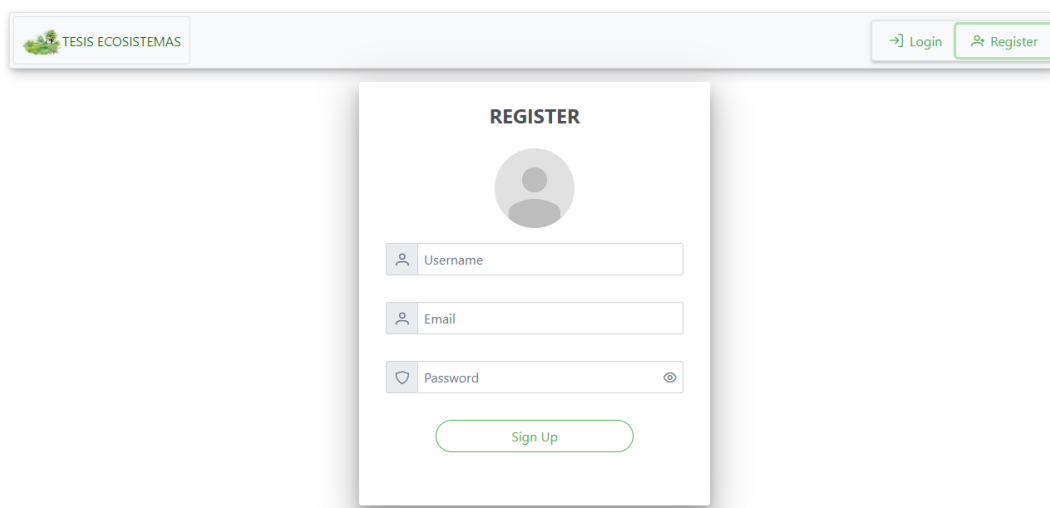 TESIS ECOSISTEMAS
Login
Register
REGISTER
Username
Email
Password
Sign Up